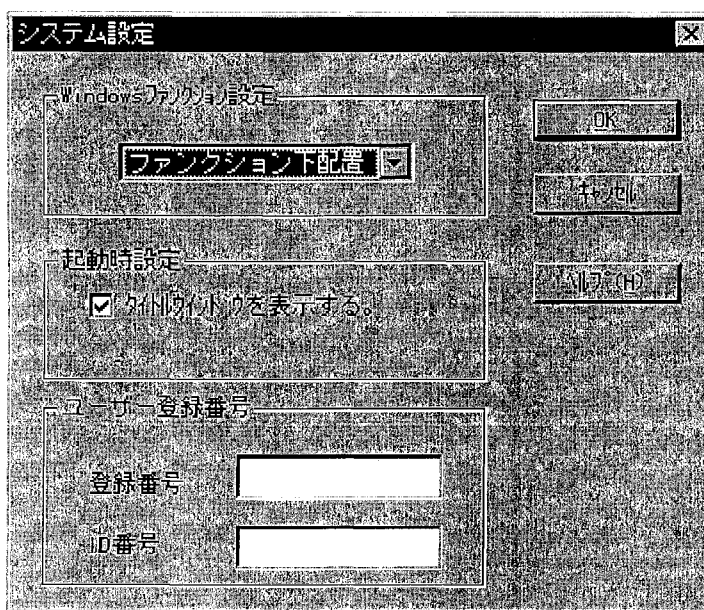 システム設定
Windowsファンクション設定
ファンクション下配置
OK
キャンセル
ヘルプ(H)
起動時設定
タイトルウィンドウを表示する。
ユーザー登録番号
登録番号
ID番号